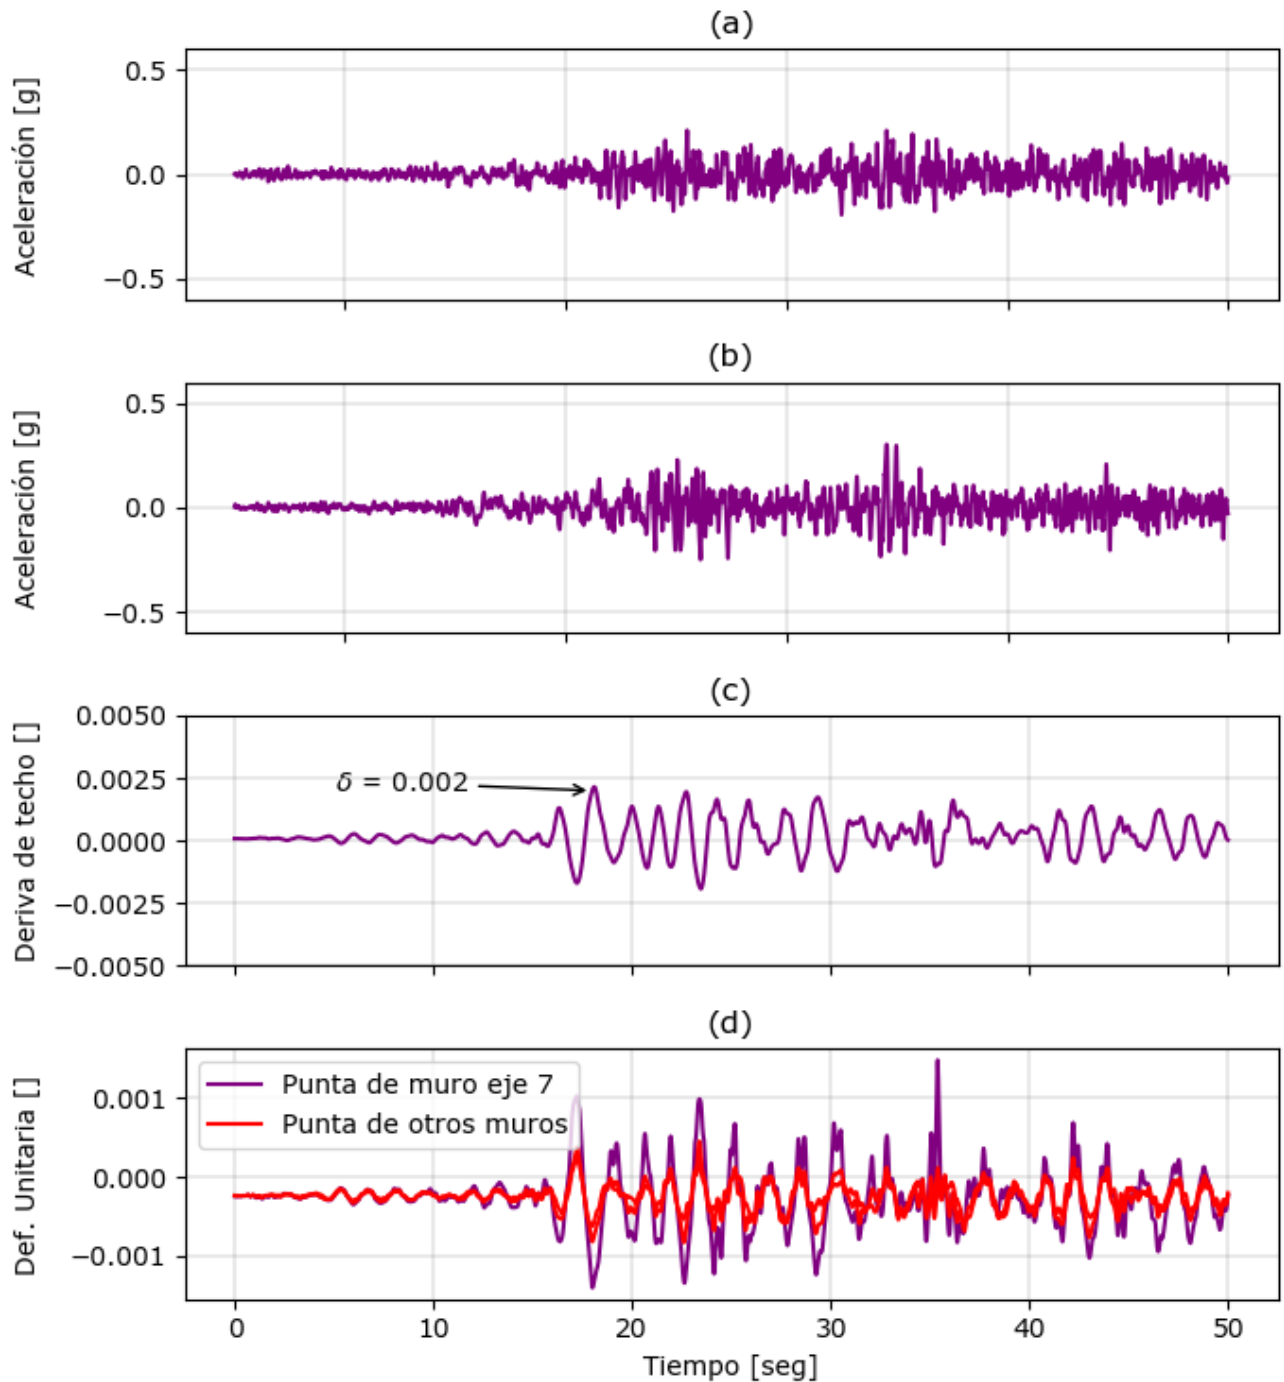 (a)
Aceleración [g]
0.5
0.0
−0.5
(b)
Aceleración [g]
0.5
0.0
−0.5
(c)
Deriva de techo []
0.0050
0.0025
0.0000
−0.0025
−0.0050
δ = 0.002
(d)
Def. Unitaria []
0.001
0.000
−0.001
Punta de muro eje 7
Punta de otros muros
0 10 20 30 40 50
Tiempo [seg]